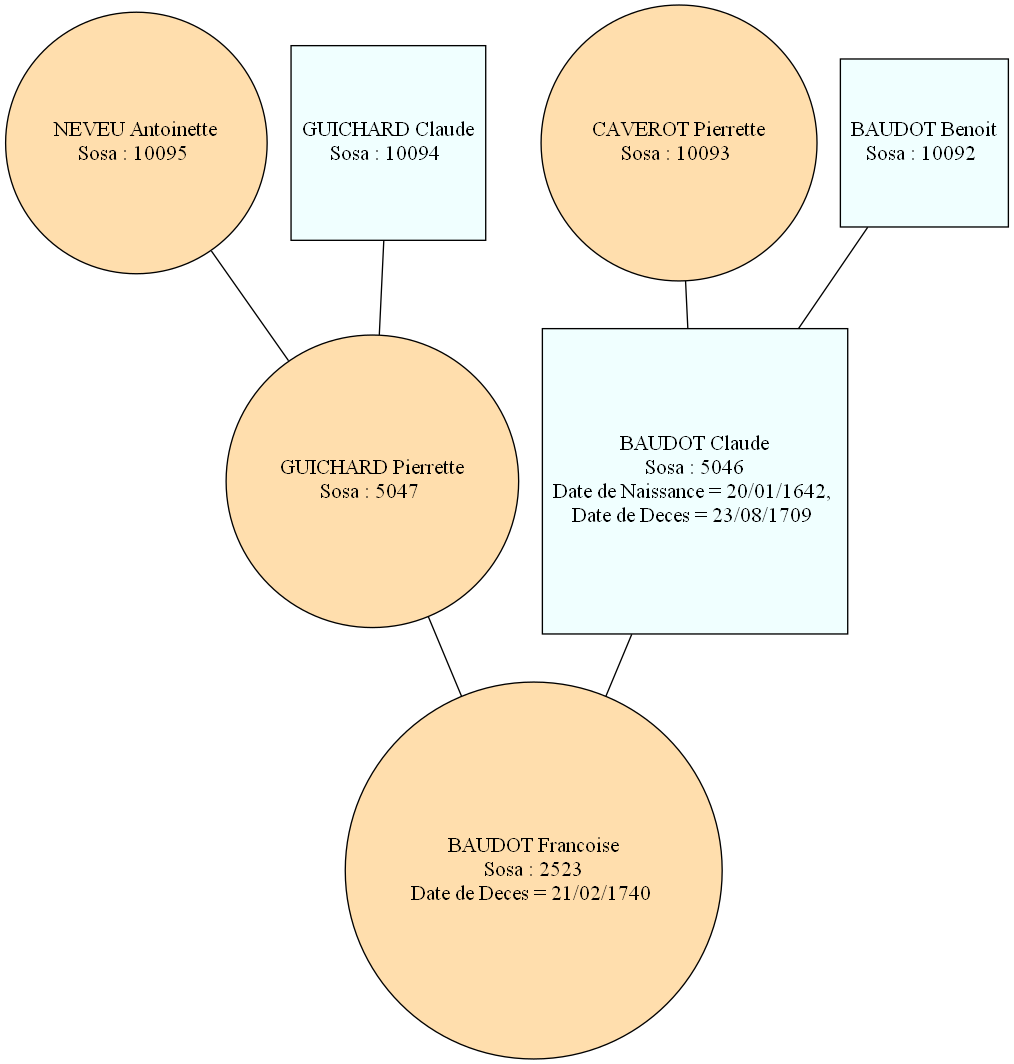 NEVEU Antoinette
Sosa : 10095
GUICHARD Claude
Sosa : 10094
CAVEROT Pierrette
Sosa : 10093
BAUDOT Benoit
Sosa : 10092
GUICHARD Pierrette
Sosa : 5047
BAUDOT Claude
Sosa : 5046
Date de Naissance = 20/01/1642,
Date de Deces = 23/08/1709
BAUDOT Francoise
Sosa : 2523
Date de Deces = 21/02/1740